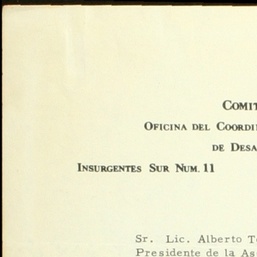 COMIT
OFICINA DEL COORDI
DE DESA
INSURGENTES SUR NUM. 11
Sr. Lic. Alberto T
Presidente de la As